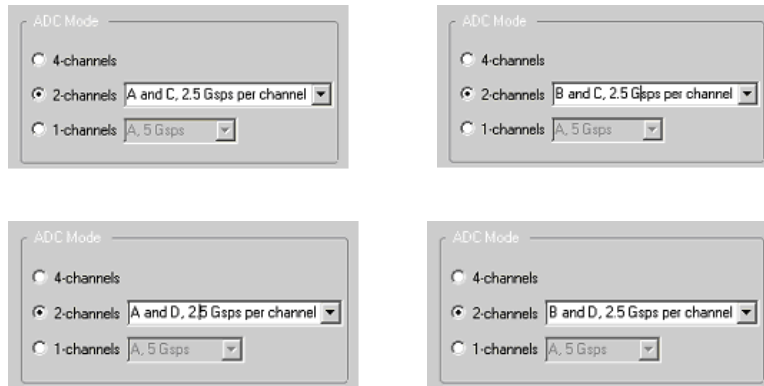 ADC Mode
4-channels
2-channels A and C, 2.5 Gsps per channel
1-channels A, 5 Gsps
ADC Mode
4-channels
2-channels B and C, 2.5 Gsps per channel
1-channels A, 5 Gsps
ADC Mode
4-channels
2-channels A and D, 2.5 Gsps per channel
1-channels A, 5 Gsps
ADC Mode
4-channels
2-channels B and D, 2.5 Gsps per channel
1-channels A, 5 Gsps